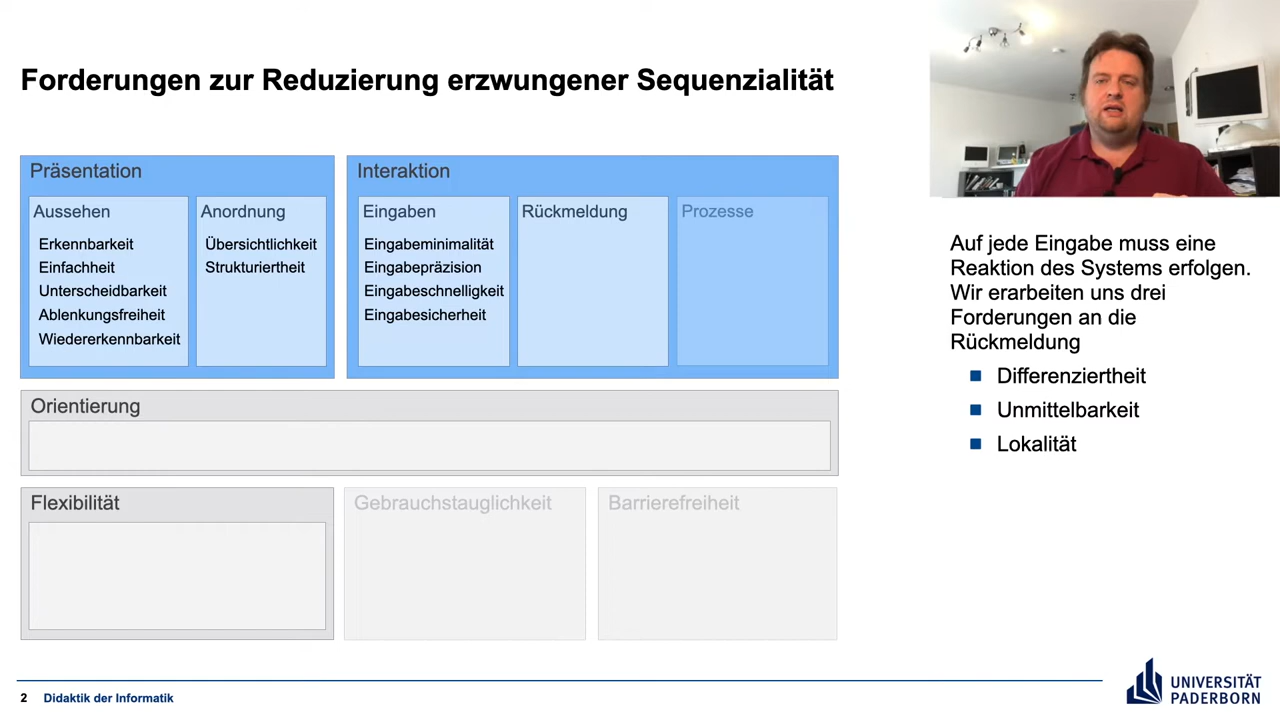 Forderungen zur Reduzierung erzwungener Sequenzialität
Präsentation
Aussehen
Erkennbarkeit
Einfachheit
Unterscheidbarkeit
Ablenkungsfreiheit
Wiedererkennbarkeit
Anordnung
Übersichtlichkeit
Strukturiertheit
Interaktion
Eingaben
Eingabeminimalität
Eingabepräzision
Eingabeschnelligkeit
Eingabesicherheit
Rückmeldung
Prozesse
Orientierung
Flexibilität
Gebrauchstauglichkeit
Barrierefreiheit
Auf jede Eingabe muss eine
Reaktion des Systems erfolgen.
Wir erarbeiten uns drei
Forderungen an die
Rückmeldung
Differenziertheit
Unmittelbarkeit
Lokalität
2 Didaktik der Informatik
UNIVERSITÄT
PADERBORN